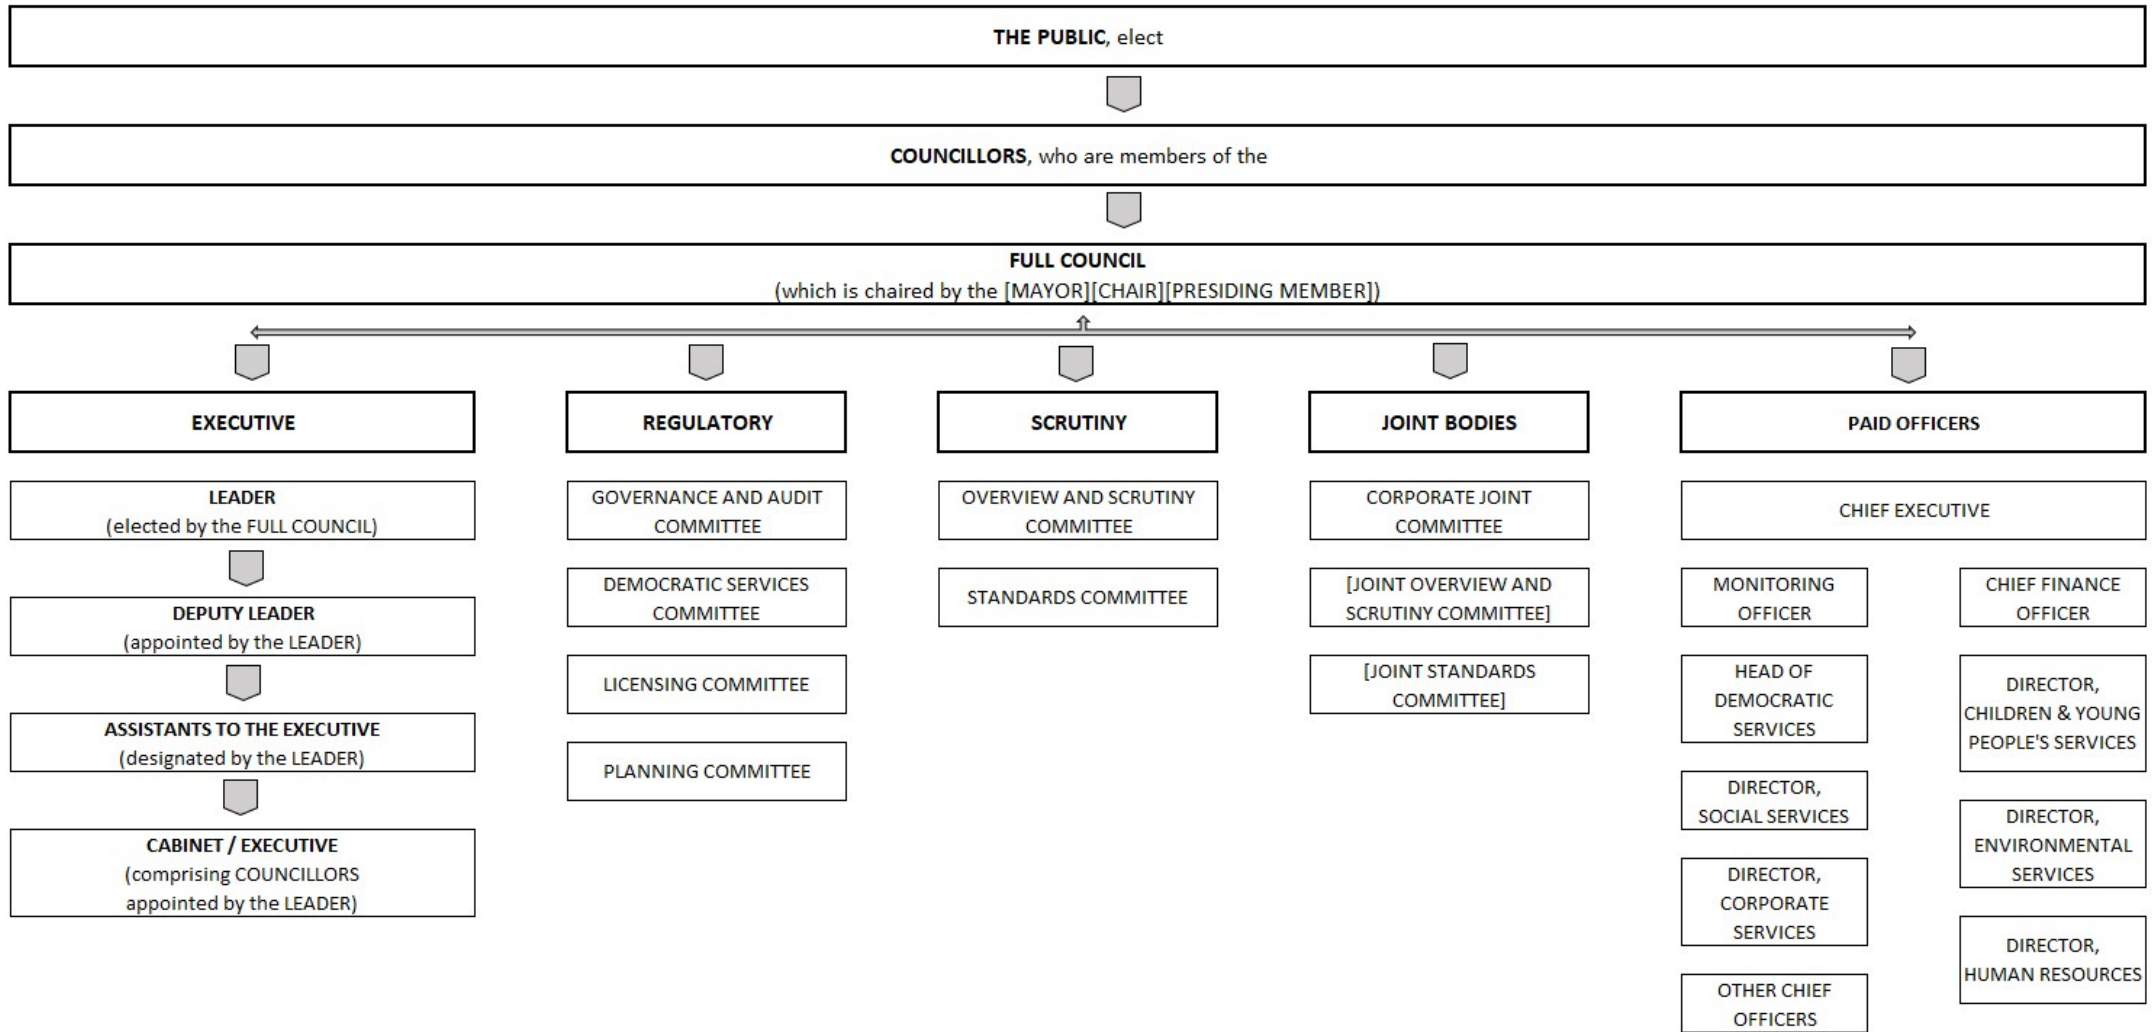 THE PUBLIC, elect
COUNCILLORS, who are members of the
FULL COUNCIL
(which is chaired by the [MAYOR][CHAIR][PRESIDING MEMBER])
EXECUTIVE
LEADER
(elected by the FULL COUNCIL)
DEPUTY LEADER
(appointed by the LEADER)
ASSISTANTS TO THE EXECUTIVE
(designated by the LEADER)
CABINET / EXECUTIVE
(comprising COUNCILLORS
appointed by the LEADER)
REGULATORY
GOVERNANCE AND AUDIT
COMMITTEE
DEMOCRATIC SERVICES
COMMITTEE
LICENSING COMMITTEE
PLANNING COMMITTEE
SCRUTINY
OVERVIEW AND SCRUTINY
COMMITTEE
STANDARDS COMMITTEE
JOINT BODIES
CORPORATE JOINT
COMMITTEE
[JOINT OVERVIEW AND
SCRUTINY COMMITTEE]
[JOINT STANDARDS
COMMITTEE]
PAID OFFICERS
CHIEF EXECUTIVE
MONITORING
OFFICER
CHIEF FINANCE
OFFICER
HEAD OF
DEMOCRATIC
SERVICES
DIRECTOR,
CHILDREN & YOUNG
PEOPLE'S SERVICES
DIRECTOR,
SOCIAL SERVICES
DIRECTOR,
ENVIRONMENTAL
SERVICES
DIRECTOR,
CORPORATE
SERVICES
DIRECTOR,
HUMAN RESOURCES
OTHER CHIEF
OFFICERS